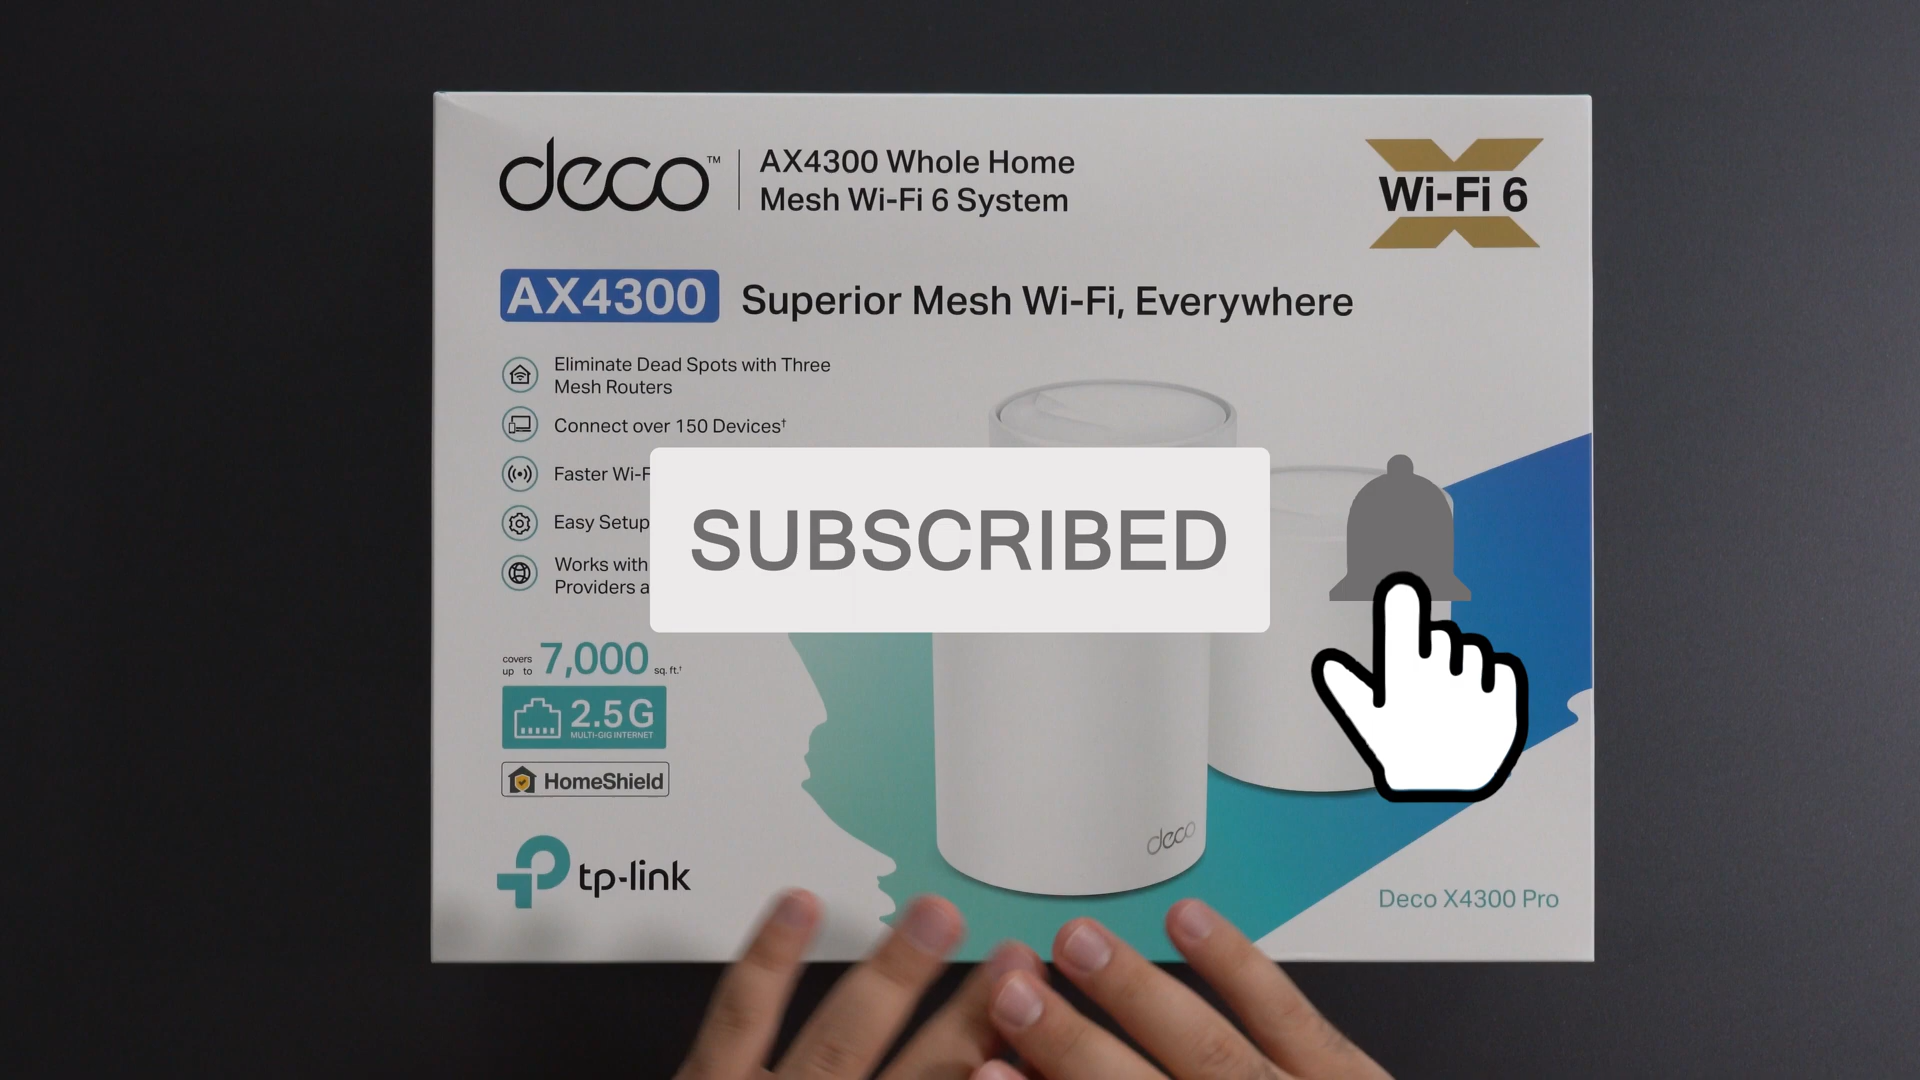 deco™
AX4300 Whole Home
Mesh Wi-Fi 6 System
Wi-Fi 6
AX4300 Superior Mesh Wi-Fi, Everywhere
Eliminate Dead Spots with Three
Mesh Routers
Connect over 150 Devices†
Faster Wi-F
Easy Setup
Works with
Providers a
SUBSCRIBED
covers
up to
7,000 sq. ft.†
2.5G
MULTI-GIG INTERNET
HomeShield
deco
tp-link
Deco X4300 Pro